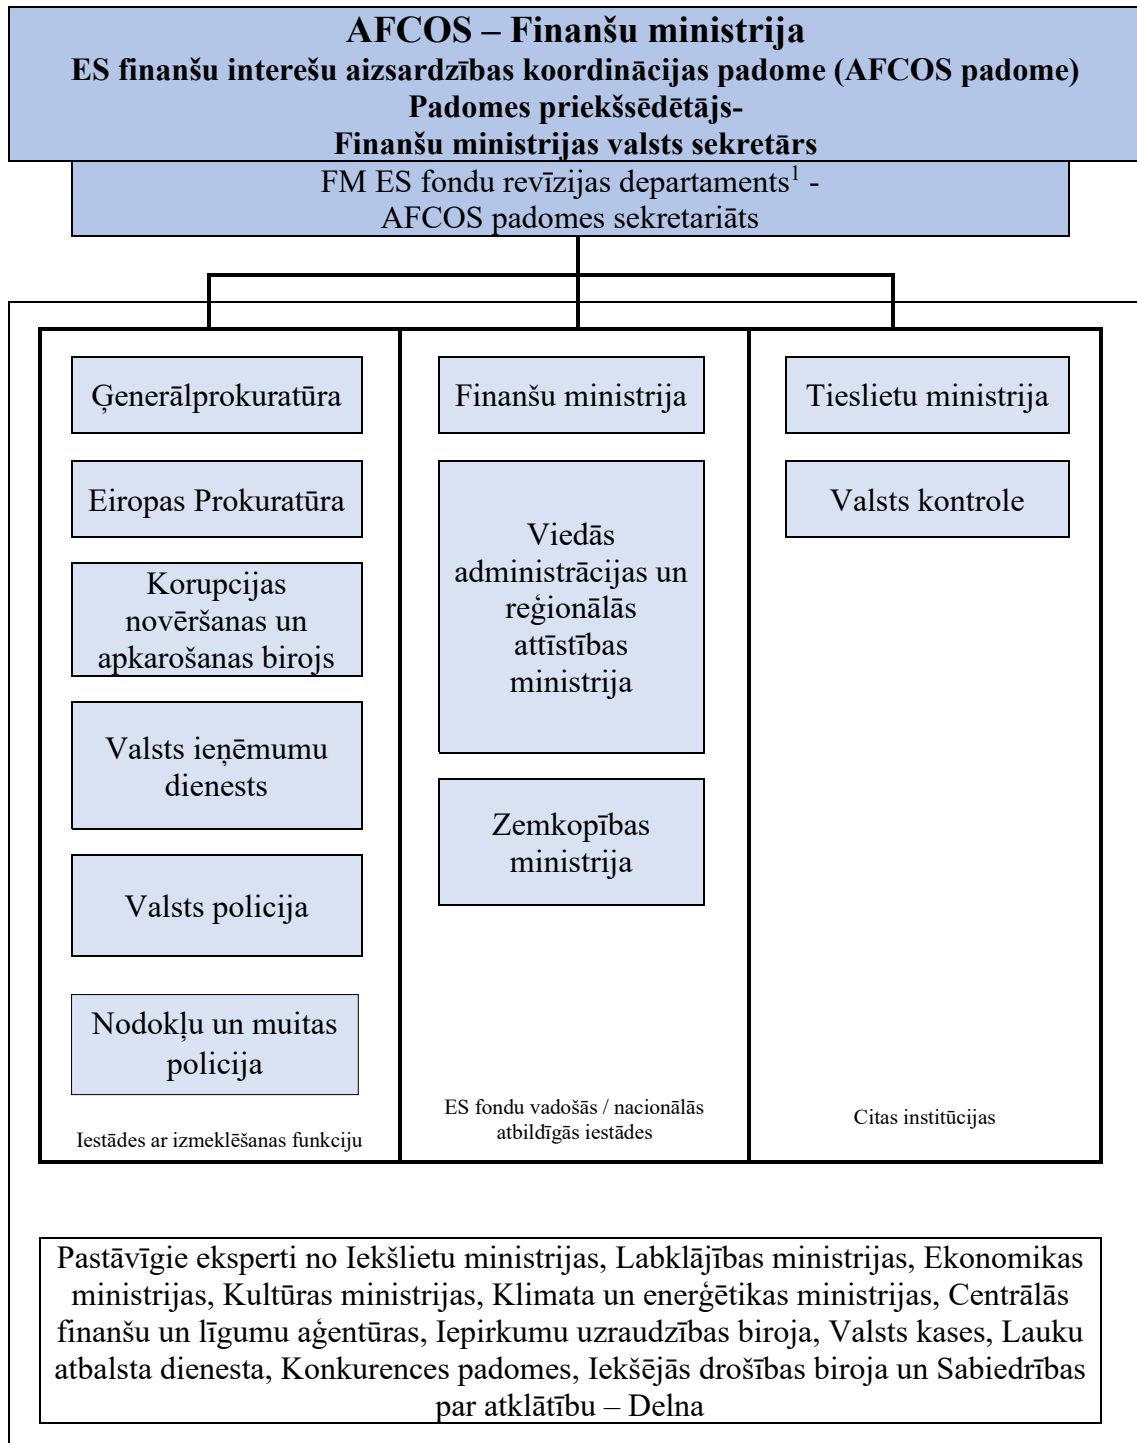 AFCOS – Finanšu ministrija
ES finanšu interešu aizsardzības koordinācijas padome (AFCOS padome)
Padomes priekšsēdētājs-
Finanšu ministrijas valsts sekretārs
FM ES fondu revīzijas departaments¹ -
AFCOS padomes sekretariāts
Ģenerālprokuratūra
Eiropas Prokuratūra
Korupcijas
novēršanas un
apkarošanas birojs
Valsts ieņēmumu
dienests
Valsts policija
Nodokļu un muitas
policija
Iestādes ar izmeklēšanas funkciju
Finanšu ministrija
Viedās
administrācijas un
reģionālās
attīstības
ministrija
Zemkopības
ministrija
ES fondu vadošās / nacionālās
atbildīgās iestādes
Tieslietu ministrija
Valsts kontrole
Citas institūcijas
Pastāvīgie eksperti no Iekšlietu ministrijas, Labklājības ministrijas, Ekonomikas
ministrijas, Kultūras ministrijas, Klimata un enerģētikas ministrijas, Centrālās
finanšu un līgumu aģentūras, Iepirkumu uzraudzības biroja, Valsts kases, Lauku
atbalsta dienesta, Konkurences padomes, Iekšējās drošības biroja un Sabiedrības
par atklātību – Delna